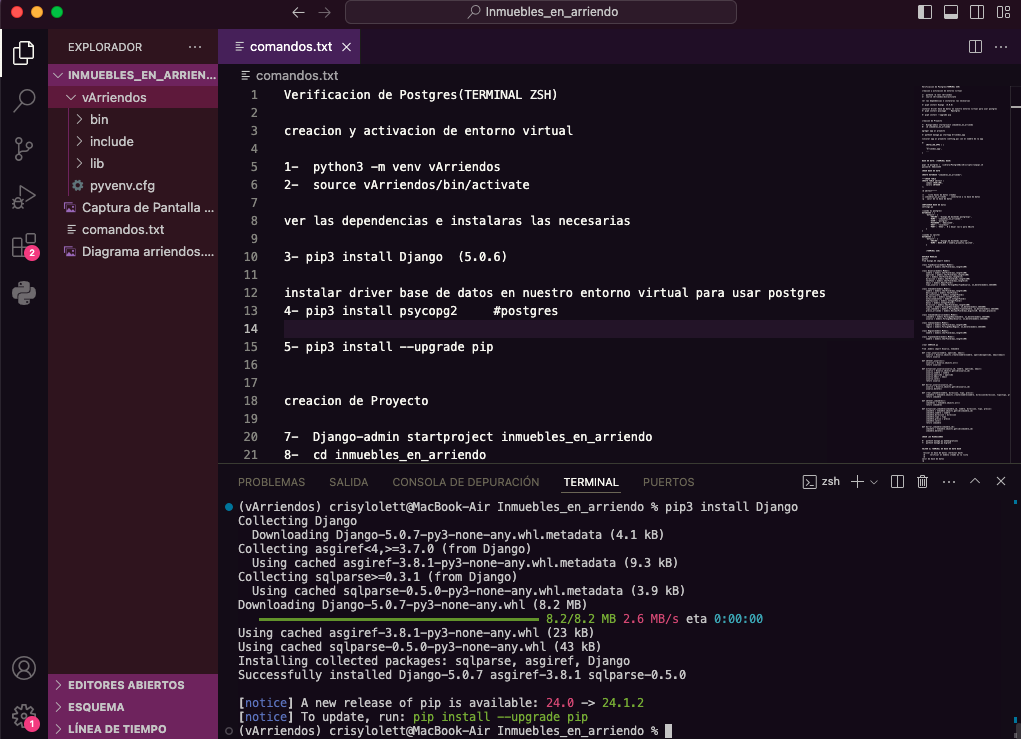 Inmuebles_en_arriendo
EXPLORADOR
comandos.txt
INMUEBLES_EN_ARRIEN...
vArriendos
bin
include
lib
pyvenv.cfg
Captura de Pantalla ...
comandos.txt
Diagrama arriendos....
2
EDITORES ABIERTOS
ESQUEMA
LÍNEA DE TIEMPO
1
comandos.txt
1 Verificacion de Postgres(TERMINAL ZSH)
2
3 creacion y activacion de entorno virtual
4
5 1-  python3 -m venv vArriendos
6 2-  source vArriendos/bin/activate
7
8 ver las dependencias e instalaras las necesarias
9
10 3- pip3 install Django  (5.0.6)
11
12 instalar driver base de datos en nuestro entorno virtual para usar postgres
13 4- pip3 install psycopg2     #postgres
14
15 5- pip3 install --upgrade pip
16
17
18 creacion de Proyecto
19
20 7-  Django-admin startproject inmuebles_en_arriendo
21 8-  cd inmuebles_en_arriendo
PROBLEMAS SALIDA CONSOLA DE DEPURACIÓN TERMINAL PUERTOS zsh
(vArriendos) crisylolett@MacBook-Air Inmuebles_en_arriendo % pip3 install Django
Collecting Django
  Downloading Django-5.0.7-py3-none-any.whl.metadata (4.1 kB)
Collecting asgiref<4,>=3.7.0 (from Django)
  Using cached asgiref-3.8.1-py3-none-any.whl.metadata (9.3 kB)
Collecting sqlparse>=0.3.1 (from Django)
  Using cached sqlparse-0.5.0-py3-none-any.whl.metadata (3.9 kB)
Downloading Django-5.0.7-py3-none-any.whl (8.2 MB)
8.2/8.2 MB 2.6 MB/s eta 0:00:00
Using cached asgiref-3.8.1-py3-none-any.whl (23 kB)
Using cached sqlparse-0.5.0-py3-none-any.whl (43 kB)
Installing collected packages: sqlparse, asgiref, Django
Successfully installed Django-5.0.7 asgiref-3.8.1 sqlparse-0.5.0
[notice] A new release of pip is available: 24.0 -> 24.1.2
[notice] To update, run: pip install --upgrade pip
(vArriendos) crisylolett@MacBook-Air Inmuebles_en_arriendo %